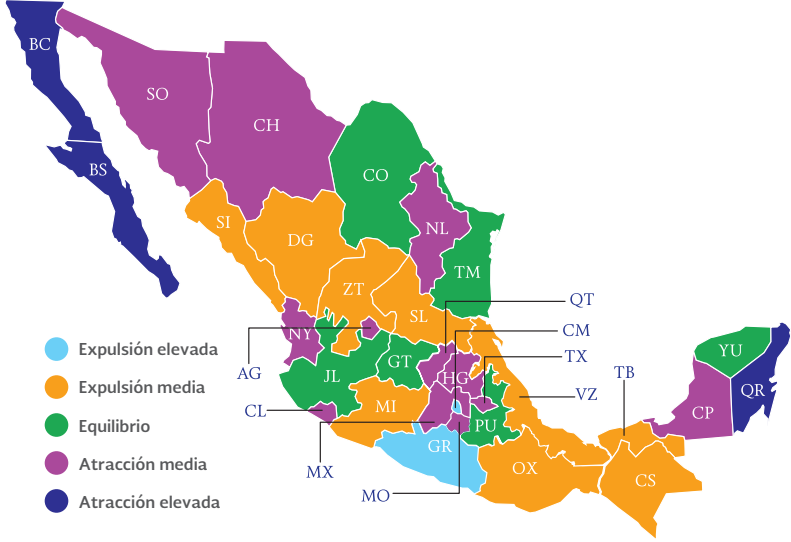 BC
SO
CH
BS
CO
SI
NL
DG
TM
ZT
QT
SL
CM
NY
YU
Expulsión elevada
TX
GT
AG
JL
HG
TB
Expulsión media
QR
VZ
CL
MI
CP
Equilibrio
PU
GR
Atracción media
MX
OX
CS
MO
Atracción elevada